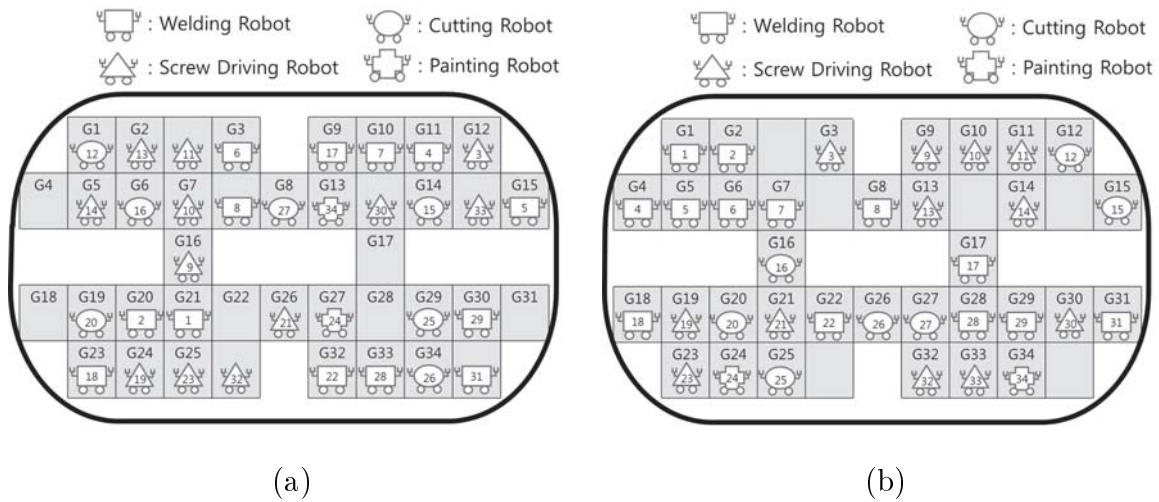 : Welding Robot : Cutting Robot : Welding Robot : Cutting Robot
: Screw Driving Robot : Painting Robot : Screw Driving Robot : Painting Robot
G1 G2 G3 G9 G10 G11 G12 G1 G2 G3 G9 G10 G11 G12
12 13 11 6 17 7 4 3 1 2 3 9 10 11 12
G4 G5 G6 G7 G8 G13 G14 G15 G4 G5 G6 G7 G8 G13 G14 G15
14 16 10 8 27 34 30 15 33 5 4 5 6 7 8 13 14 15
G16 G17 G16 G17
9 16 17
G18 G19 G20 G21 G22 G26 G27 G28 G29 G30 G31 G18 G19 G20 G21 G22 G26 G27 G28 G29 G30 G31
20 2 1 21 24 25 29 18 19 20 21 22 26 27 28 29 30 31
G23 G24 G25 G32 G33 G34 G23 G24 G25 G32 G33 G34
18 19 23 32 22 28 26 31 23 24 25 32 33 34
(a) (b)